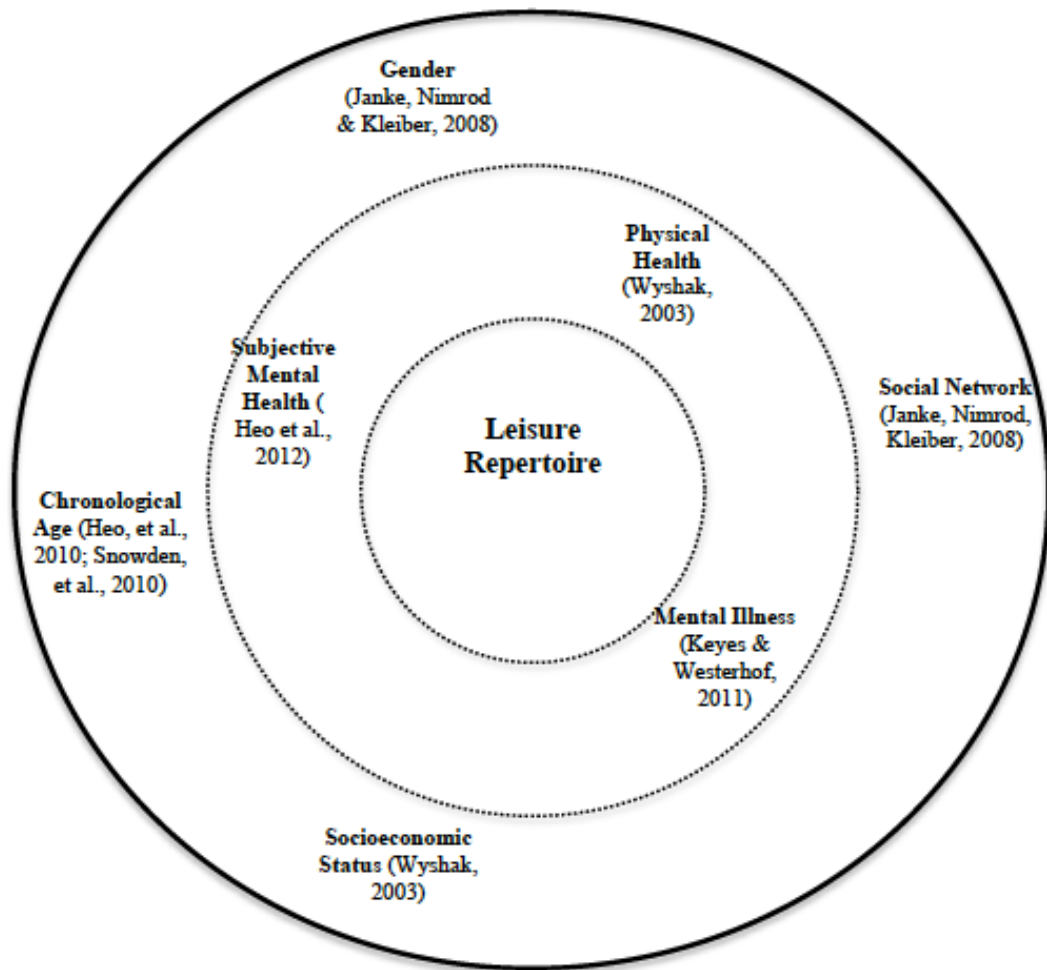 Gender
(Janke, Nimrod
& Kleiber, 2008)
Physical
Health
(Wyshak,
2003)
Subjective
Mental
Health (
Heo et al.,
2012)
Social Network
(Janke, Nimrod,
Kleiber, 2008)
Leisure
Repertoire
Chronological
Age (Heo, et al.,
2010; Snowden,
et al., 2010)
Mental Illness
(Keyes &
Westerhof,
2011)
Socioeconomic
Status (Wyshak,
2003)